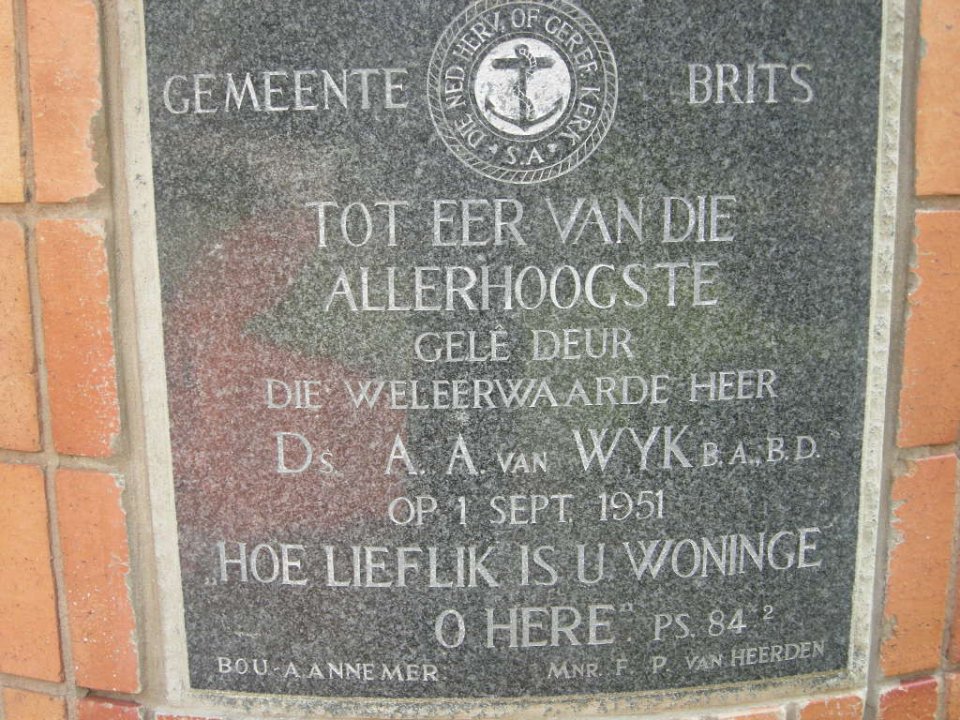 GEMEENTE BRITS
DIE NED. HERV. OF GEREF. KERK
S.A.
TOT EER VAN DIE
ALLERHOOGSTE
GELÊ DEUR
DIE WELEERWAARDE HEER
Ds. A. A. VAN WYK B.A., B.D.
OP 1 SEPT. 1951
„HOE LIEFLIK IS U WONINGE
O HERE". PS. 84 v 2
BOU-AANNEMER MNR. F. P. VAN HEERDEN